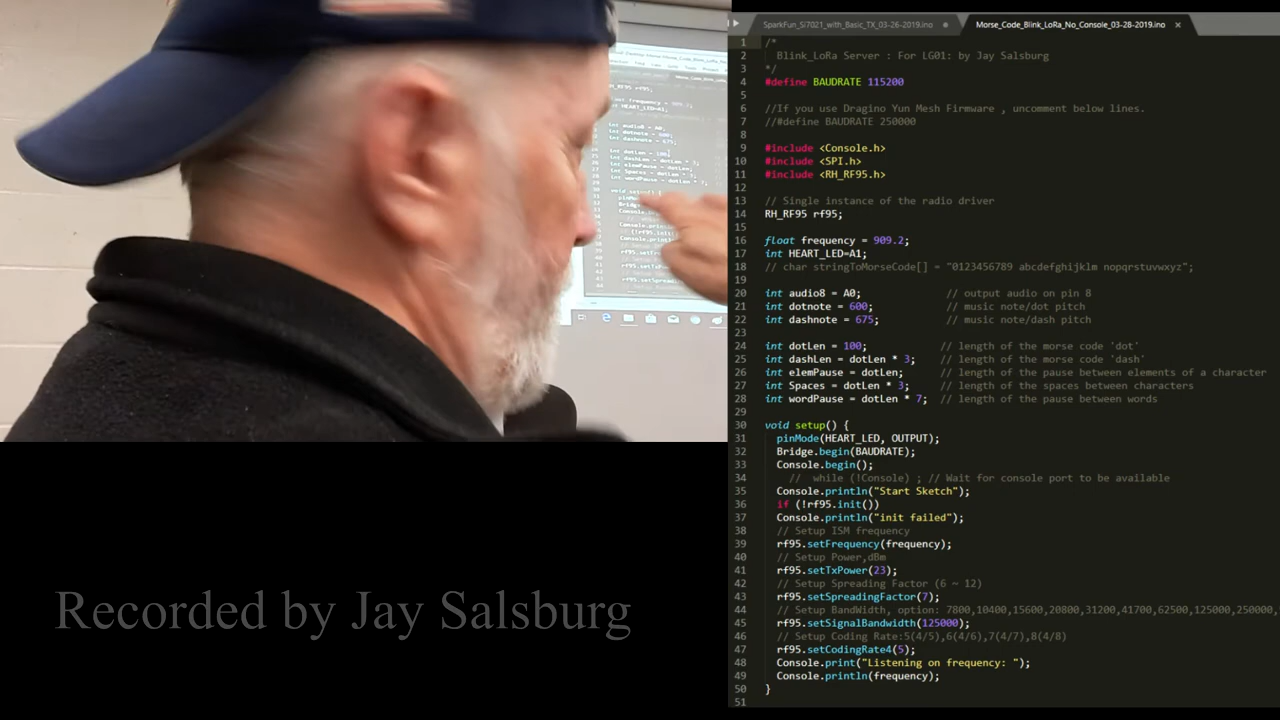 SparkFun_Si7021_with_Basic_TX_03-26-2019.ino
Morse_Code_Blink_LoRa_No_Console_03-28-2019.ino
1 /*
2 Blink_LoRa Server : For LG01: by Jay Salsburg
3 */
4 #define BAUDRATE 115200
5
6 //If you use Dragino Yun Mesh Firmware , uncomment below lines.
7 //#define BAUDRATE 250000
8
9 #include <Console.h>
10 #include <SPI.h>
11 #include <RH_RF95.h>
12
13 // Single instance of the radio driver
14 RH_RF95 rf95;
15
16 float frequency = 909.2;
17 int HEART_LED=A1;
18 // char stringToMorseCode[] = "0123456789 abcdefghijklm nopqrstuvwxyz";
19
20 int audio8 = A0; // output audio on pin 8
21 int dotnote = 600; // music note/dot pitch
22 int dashnote = 675; // music note/dash pitch
23
24 int dotLen = 100; // length of the morse code 'dot'
25 int dashLen = dotLen * 3; // length of the morse code 'dash'
26 int elemPause = dotLen; // length of the pause between elements of a character
27 int Spaces = dotLen * 3; // length of the spaces between characters
28 int wordPause = dotLen * 7; // length of the pause between words
29
30 void setup() {
31 pinMode(HEART_LED, OUTPUT);
32 Bridge.begin(BAUDRATE);
33 Console.begin();
34 // while (!Console) ; // Wait for console port to be available
35 Console.println("Start Sketch");
36 if (!rf95.init())
37 Console.println("init failed");
38 // Setup ISM frequency
39 rf95.setFrequency(frequency);
40 // Setup Power,dBm
41 rf95.setTxPower(23);
42 // Setup Spreading Factor (6 ~ 12)
43 rf95.setSpreadingFactor(7);
44 // Setup BandWidth, option: 7800,10400,15600,20800,31200,41700,62500,125000,250000,
45 rf95.setSignalBandwidth(125000);
46 // Setup Coding Rate:5(4/5),6(4/6),7(4/7),8(4/8)
47 rf95.setCodingRate4(5);
48 Console.print("Listening on frequency: ");
49 Console.println(frequency);
50 }
51
Recorded by Jay Salsburg